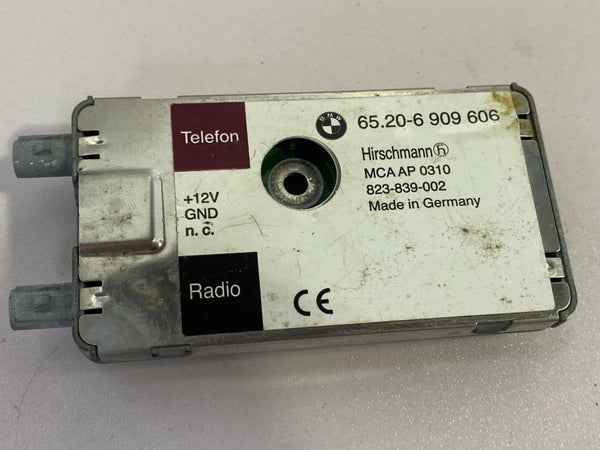 Telefon
BMW
65.20-6 909 606
Hirschmann h
MCA AP 0310
823-839-002
Made in Germany
+12V
GND
n. c.
Radio
CE